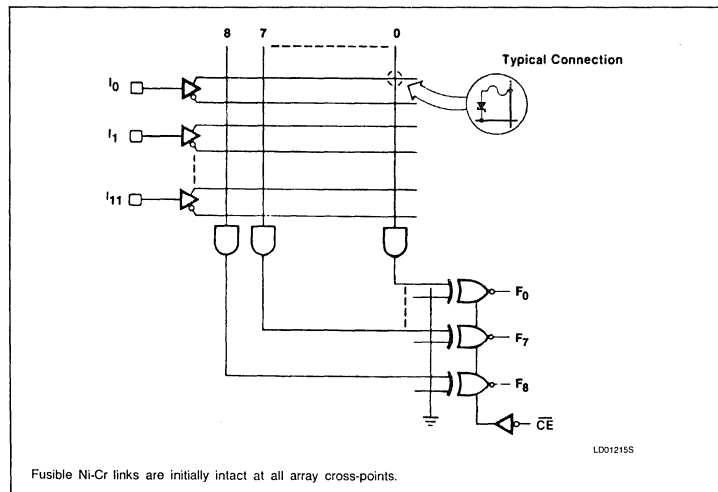 8 7 0
Typical Connection
I0
I1
I11
F0
F7
F8
CE
LD01215S
Fusible Ni-Cr links are initially intact at all array cross-points.